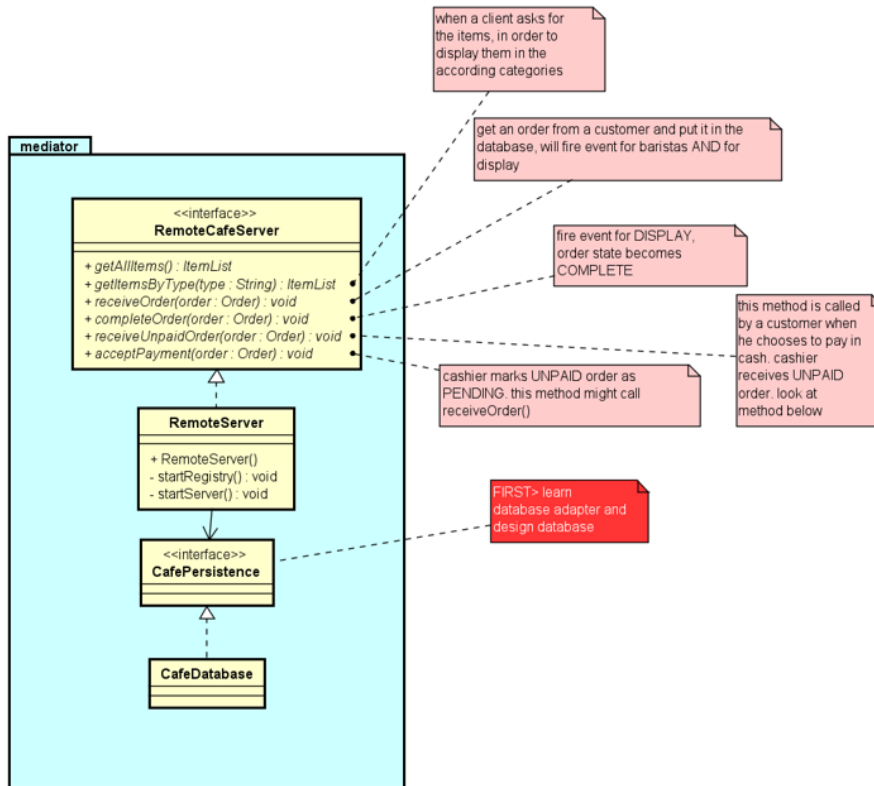 when a client asks for
the items, in order to
display them in the
according categories
get an order from a customer and put it in the
database, will fire event for baristas AND for
display
mediator
<<interface>>
RemoteCafeServer
+ getAllItems() : ItemList
+ getItemsByType(type : String) : ItemList
+ receiveOrder(order : Order) : void
+ completeOrder(order : Order) : void
+ receiveUnpaidOrder(order : Order) : void
+ acceptPayment(order : Order) : void
fire event for DISPLAY,
order state becomes
COMPLETE
this method is called
by a customer when
he chooses to pay in
cash. cashier
receives UNPAID
order. look at
method below
cashier marks UNPAID order as
PENDING. this method might call
receiveOrder()
RemoteServer
+ RemoteServer()
- startRegistry() : void
- startServer() : void
FIRST> learn
database adapter and
design database
<<interface>>
CafePersistence
CafeDatabase